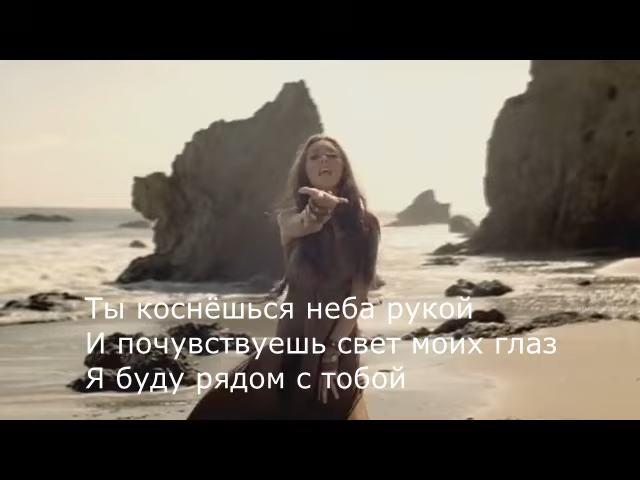 Ты коснёшься неба рукой
И почувствуешь свет моих глаз
Я буду рядом с тобой